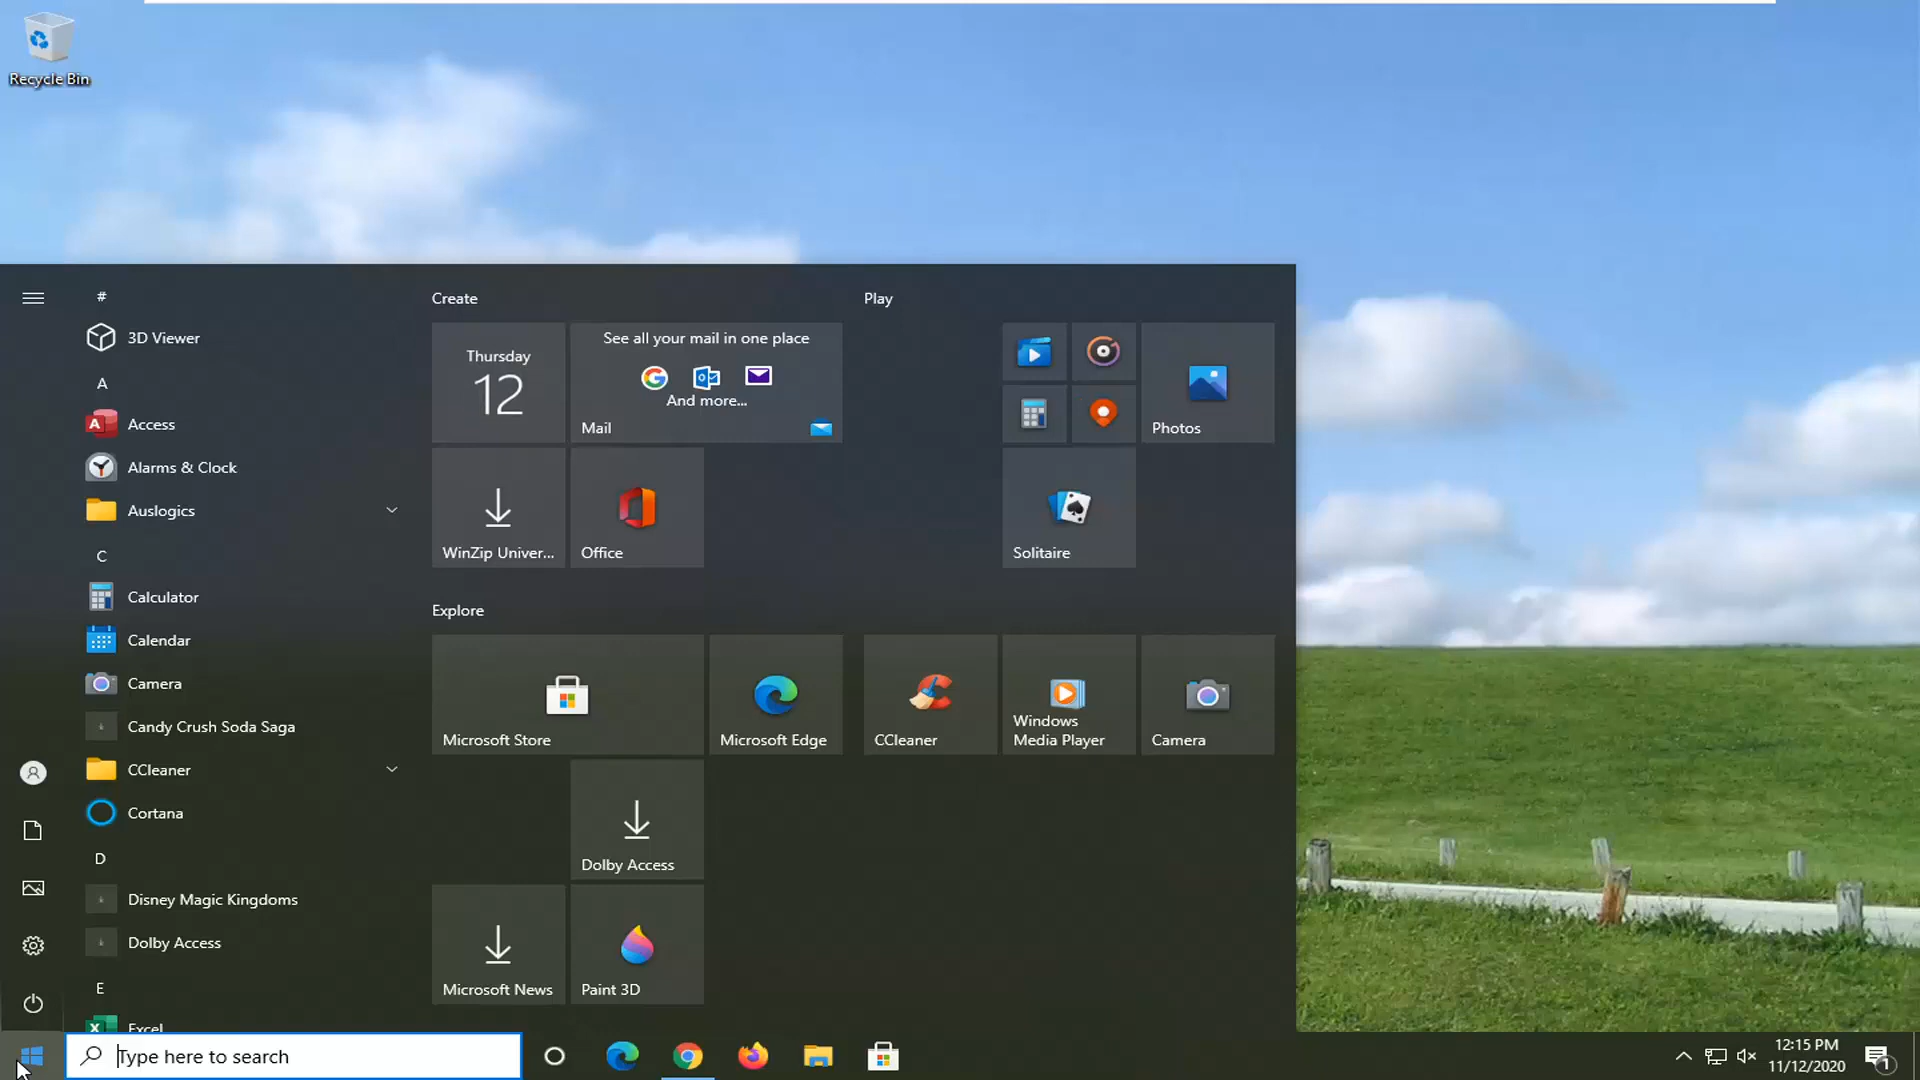 Recycle Bin
#
3D Viewer
A
Access
Alarms & Clock
Auslogics
C
Calculator
Calendar
Camera
Candy Crush Soda Saga
CCleaner
Cortana
D
Disney Magic Kingdoms
Dolby Access
E
Excel
Create
Thursday
12
See all your mail in one place
And more...
Mail
WinZip Univer...
Office
Explore
Microsoft Store
Microsoft Edge
Dolby Access
Microsoft News
Paint 3D
Play
Photos
Solitaire
CCleaner
Windows
Media Player
Camera
Type here to search
12:15 PM
11/12/2020
1